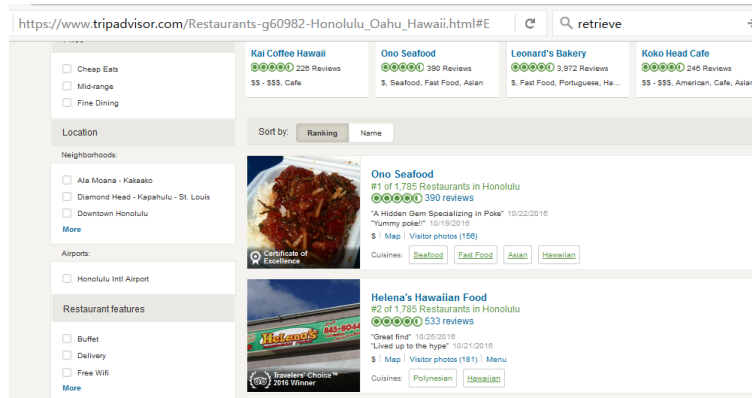 https://www.tripadvisor.com/Restaurants-g60982-Honolulu_Oahu_Hawaii.html#E
retrieve
Cheap Eats
Mid-range
Fine Dining
Location
Neighborhoods:
Ala Moana - Kakaako
Diamond Head - Kapahulu - St. Louis
Downtown Honolulu
More
Airports:
Honolulu Intl Airport
Restaurant features
Buffet
Delivery
Free Wifi
More
Kai Coffee Hawaii
226 Reviews
$$ - $$$, Cafe
Ono Seafood
390 Reviews
$, Seafood, Fast Food, Asian
Leonard's Bakery
3,972 Reviews
$, Fast Food, Portuguese, Ha...
Koko Head Cafe
246 Reviews
$$ - $$$, American, Cafe, Asian
Sort by: Ranking Name
Certificate of
Excellence
Ono Seafood
#1 of 1,785 Restaurants in Honolulu
390 reviews
"A Hidden Gem Specializing in Poke" 10/22/2016
"Yummy poke!!" 10/19/2016
$ | Map | Visitor photos (156)
Cuisines: Seafood Fast Food Asian Hawaiian
Helena's
845-8044
Travelers' Choice™
2016 Winner
Helena's Hawaiian Food
#2 of 1,785 Restaurants in Honolulu
533 reviews
"Great find" 10/25/2016
"Lived up to the hype" 10/21/2016
$ | Map | Visitor photos (181) | Menu
Cuisines: Polynesian Hawaiian